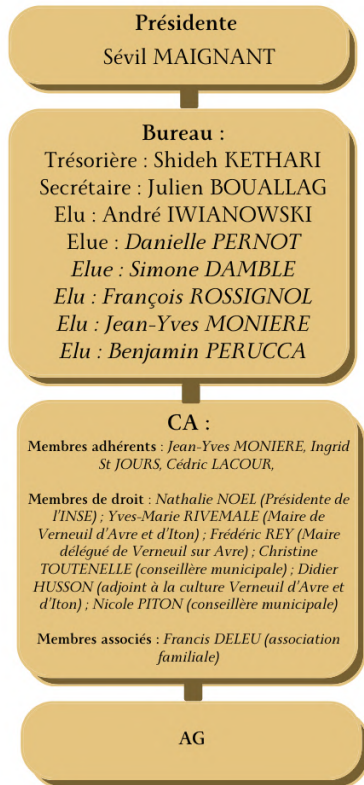 Présidente
Sévil MAIGNANT
Bureau :
Trésorière : Shideh KETHARI
Secrétaire : Julien BOUALLAG
Elu : André IWIANOWSKI
Elue : Danielle PERNOT
Elue : Simone DAMBLE
Elu : François ROSSIGNOL
Elu : Jean-Yves MONIERE
Elu : Benjamin PERUCCA
CA :
Membres adhérents : Jean-Yves MONIERE, Ingrid
St JOURS, Cédric LACOUR,
Membres de droit : Nathalie NOEL (Présidente de
l'INSE) ; Yves-Marie RIVEMALE (Maire de
Verneuil d'Avre et d'Iton) ; Frédéric REY (Maire
délégué de Verneuil sur Avre) ; Christine
TOUTENELLE (conseillère municipale) ; Didier
HUSSON (adjoint à la culture Verneuil d'Avre et
d'Iton) ; Nicole PITON (conseillère municipale)
Membres associés : Francis DELEU (association
familiale)
AG